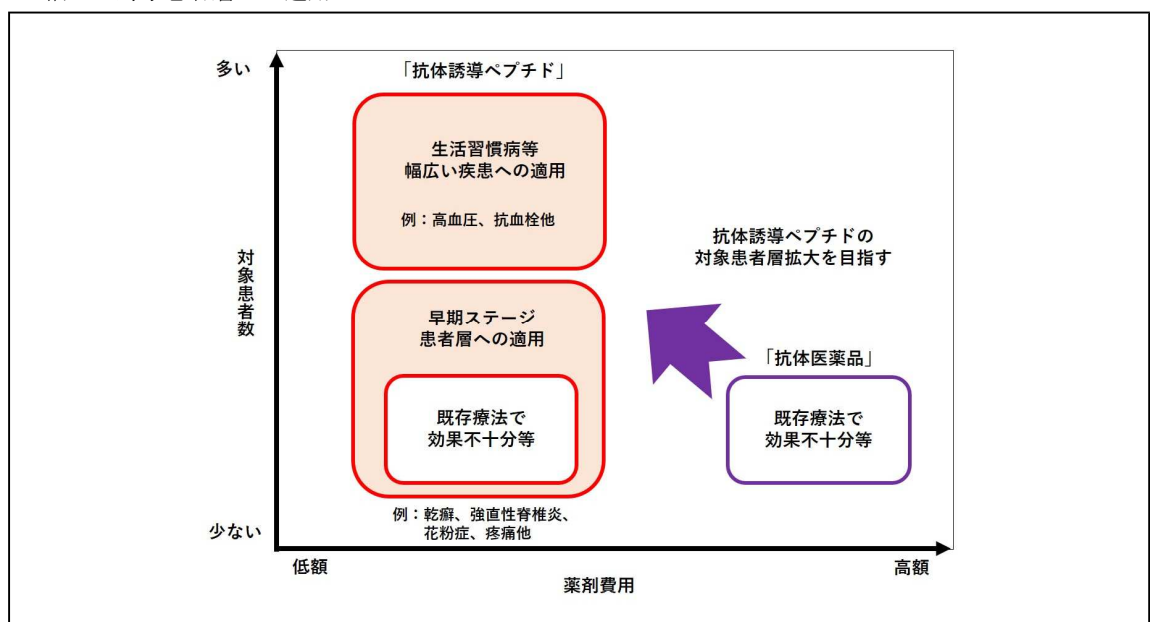 多い
「抗体誘導ペプチド」
生活習慣病等
幅広い疾患への適用
例：高血圧、抗血栓他
抗体誘導ペプチドの
対象患者層拡大を目指す
対象患者数
早期ステージ
患者層への適用
「抗体医薬品」
既存療法で
効果不十分等
既存療法で
効果不十分等
例：乾癬、強直性脊椎炎、
花粉症、疼痛他
少ない
低額
高額
薬剤費用